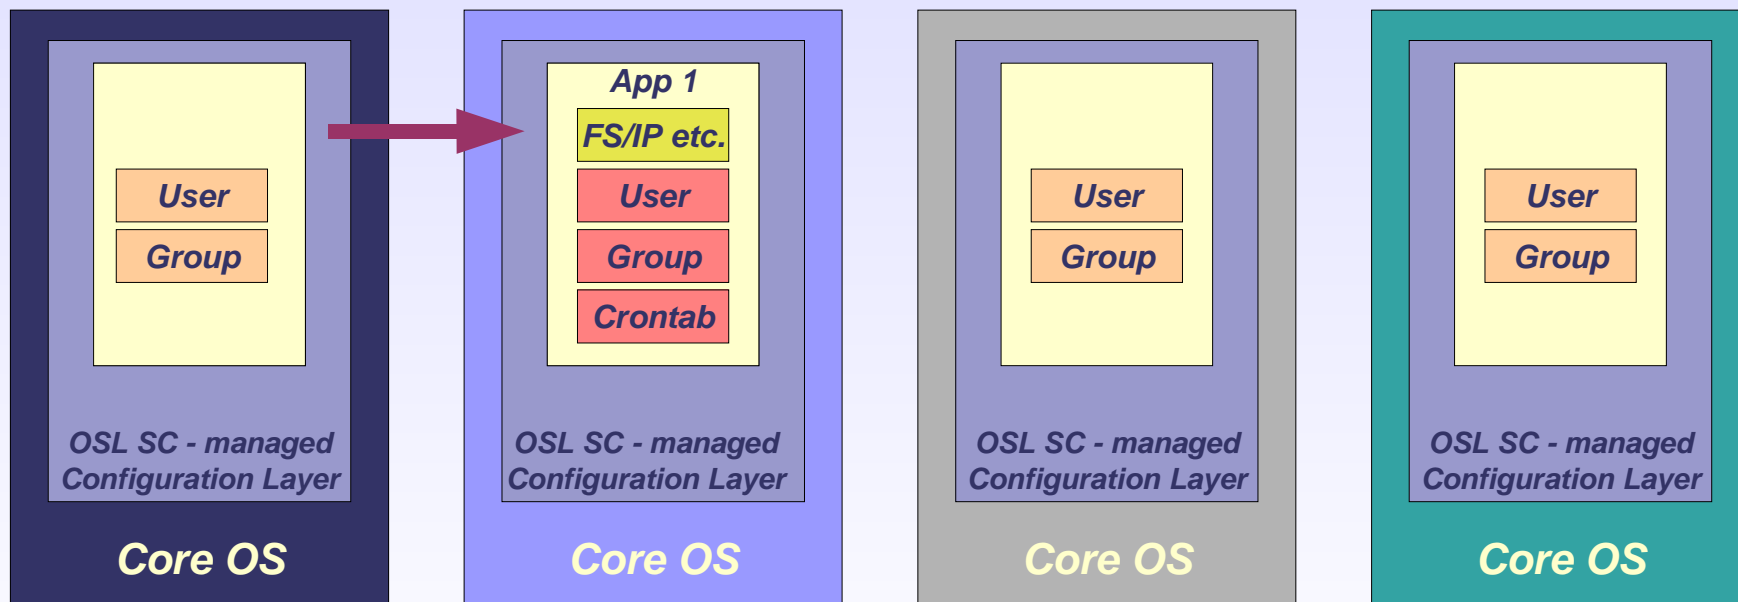 User
Group
OSL SC - managed
Configuration Layer
Core OS
App 1
FS/IP etc.
User
Group
Crontab
OSL SC - managed
Configuration Layer
Core OS
User
Group
OSL SC - managed
Configuration Layer
Core OS
User
Group
OSL SC - managed
Configuration Layer
Core OS